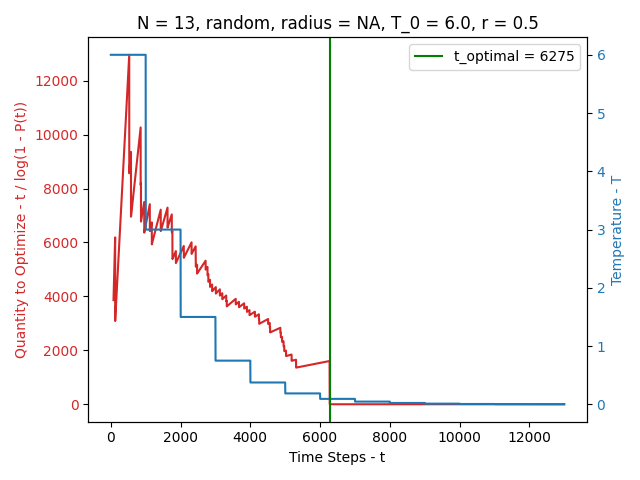 N = 13, random, radius = NA, T_0 = 6.0, r = 0.5
t_optimal = 6275
Quantity to Optimize - t / log(1 - P(t))
12000
10000
8000
6000
4000
2000
0
6
5
4
3
2
1
0
Temperature - T
0 2000 4000 6000 8000 10000 12000
Time Steps - t